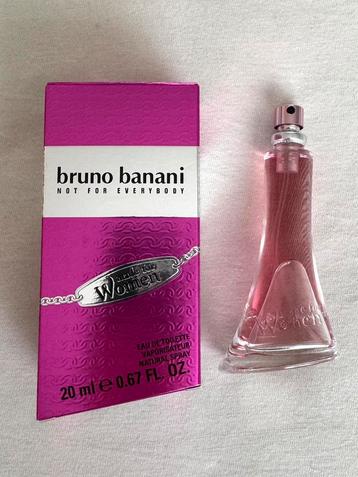 bruno banani
NOT FOR EVERYBODY
made for
Women
EAU DE TOILETTE
VAPORISATEUR
NATURAL SPRAY
20 ml e 0.67 FL. OZ.
Women